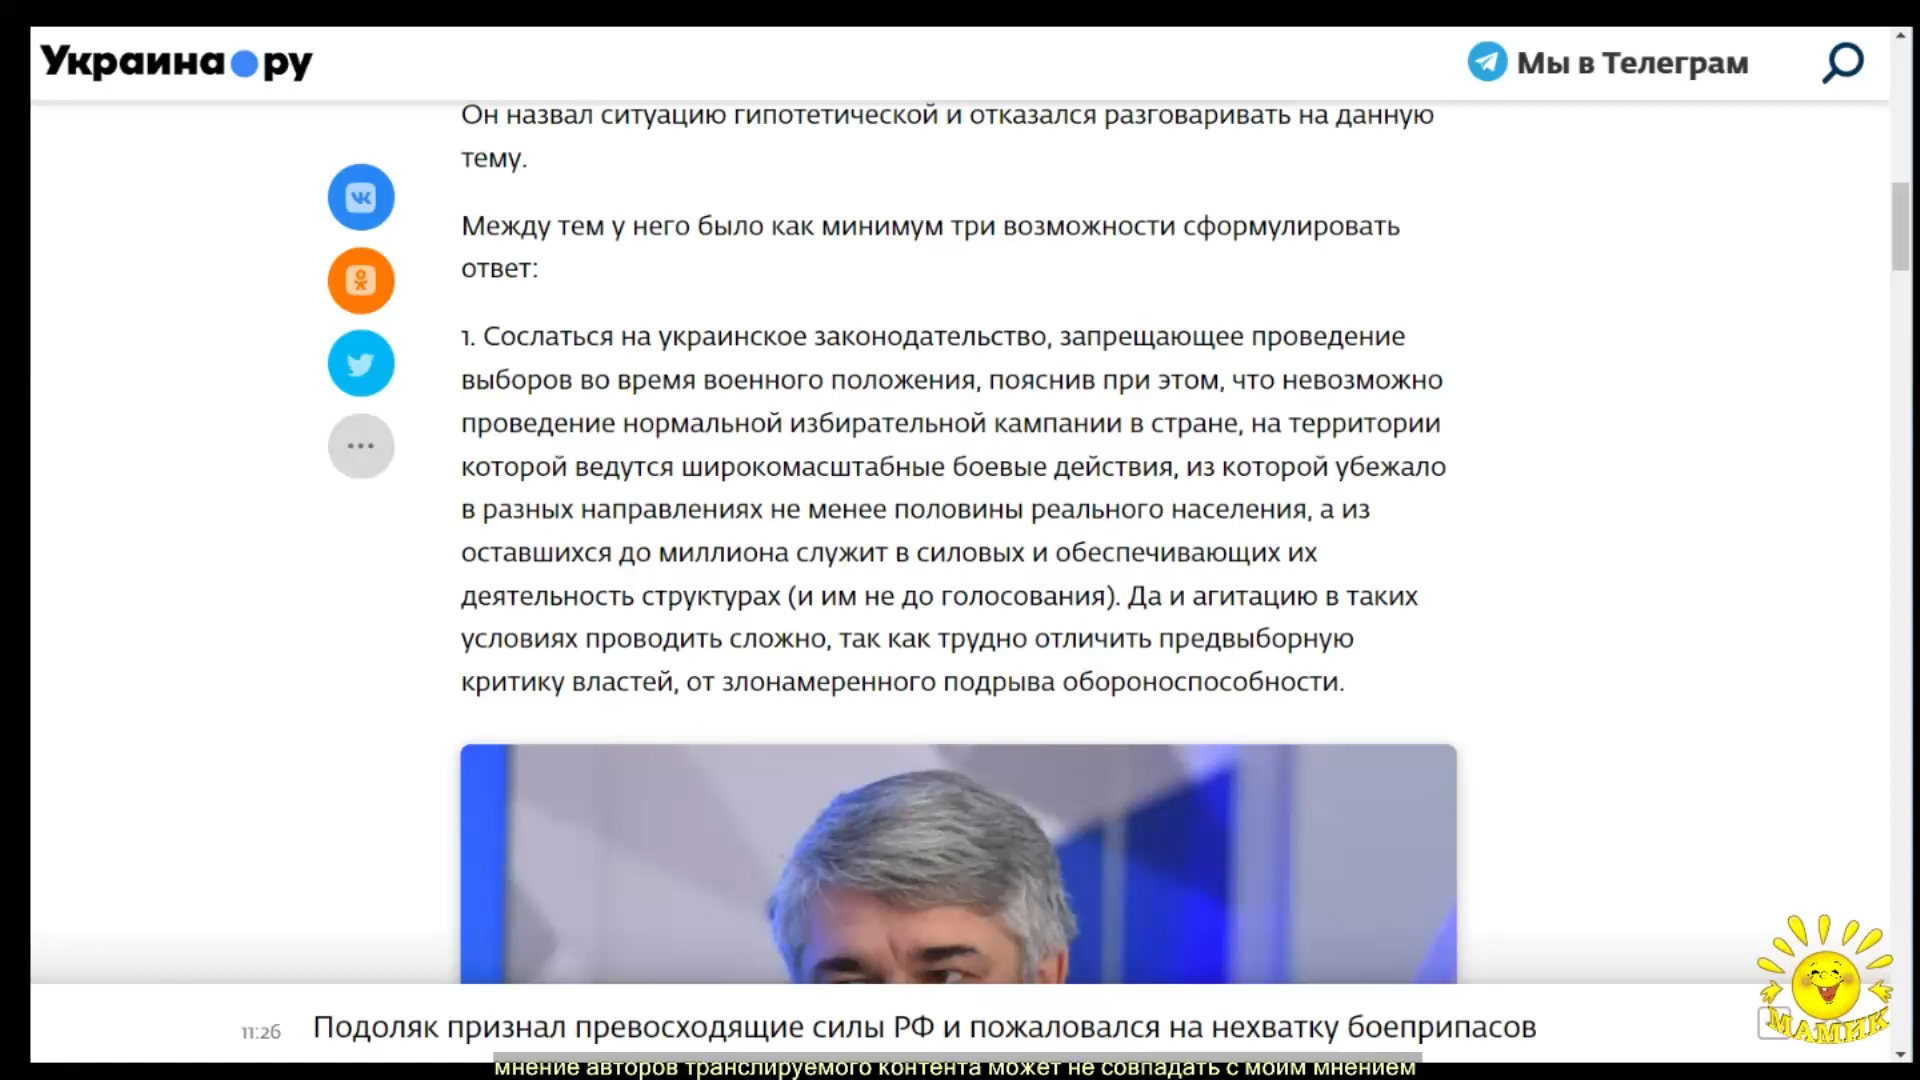 Украина ру
Мы в Телеграм
Он назвал ситуацию гипотетической и отказался разговаривать на данную
тему.
Между тем у него было как минимум три возможности сформулировать
ответ:
1. Сослаться на украинское законодательство, запрещающее проведение
выборов во время военного положения, пояснив при этом, что невозможно
проведение нормальной избирательной кампании в стране, на территории
которой ведутся широкомасштабные боевые действия, из которой убежало
в разных направлениях не менее половины реального населения, а из
оставшихся до миллиона служит в силовых и обеспечивающих их
деятельность структурах (и им не до голосования). Да и агитацию в таких
условиях проводить сложно, так как трудно отличить предвыборную
критику властей, от злонамеренного подрыва обороноспособности.
11:26 Подоляк признал превосходящие силы РФ и пожаловался на нехватку боеприпасов
МАМИК
мнение авторов транслируемого контента может не совпадать с моим мнением